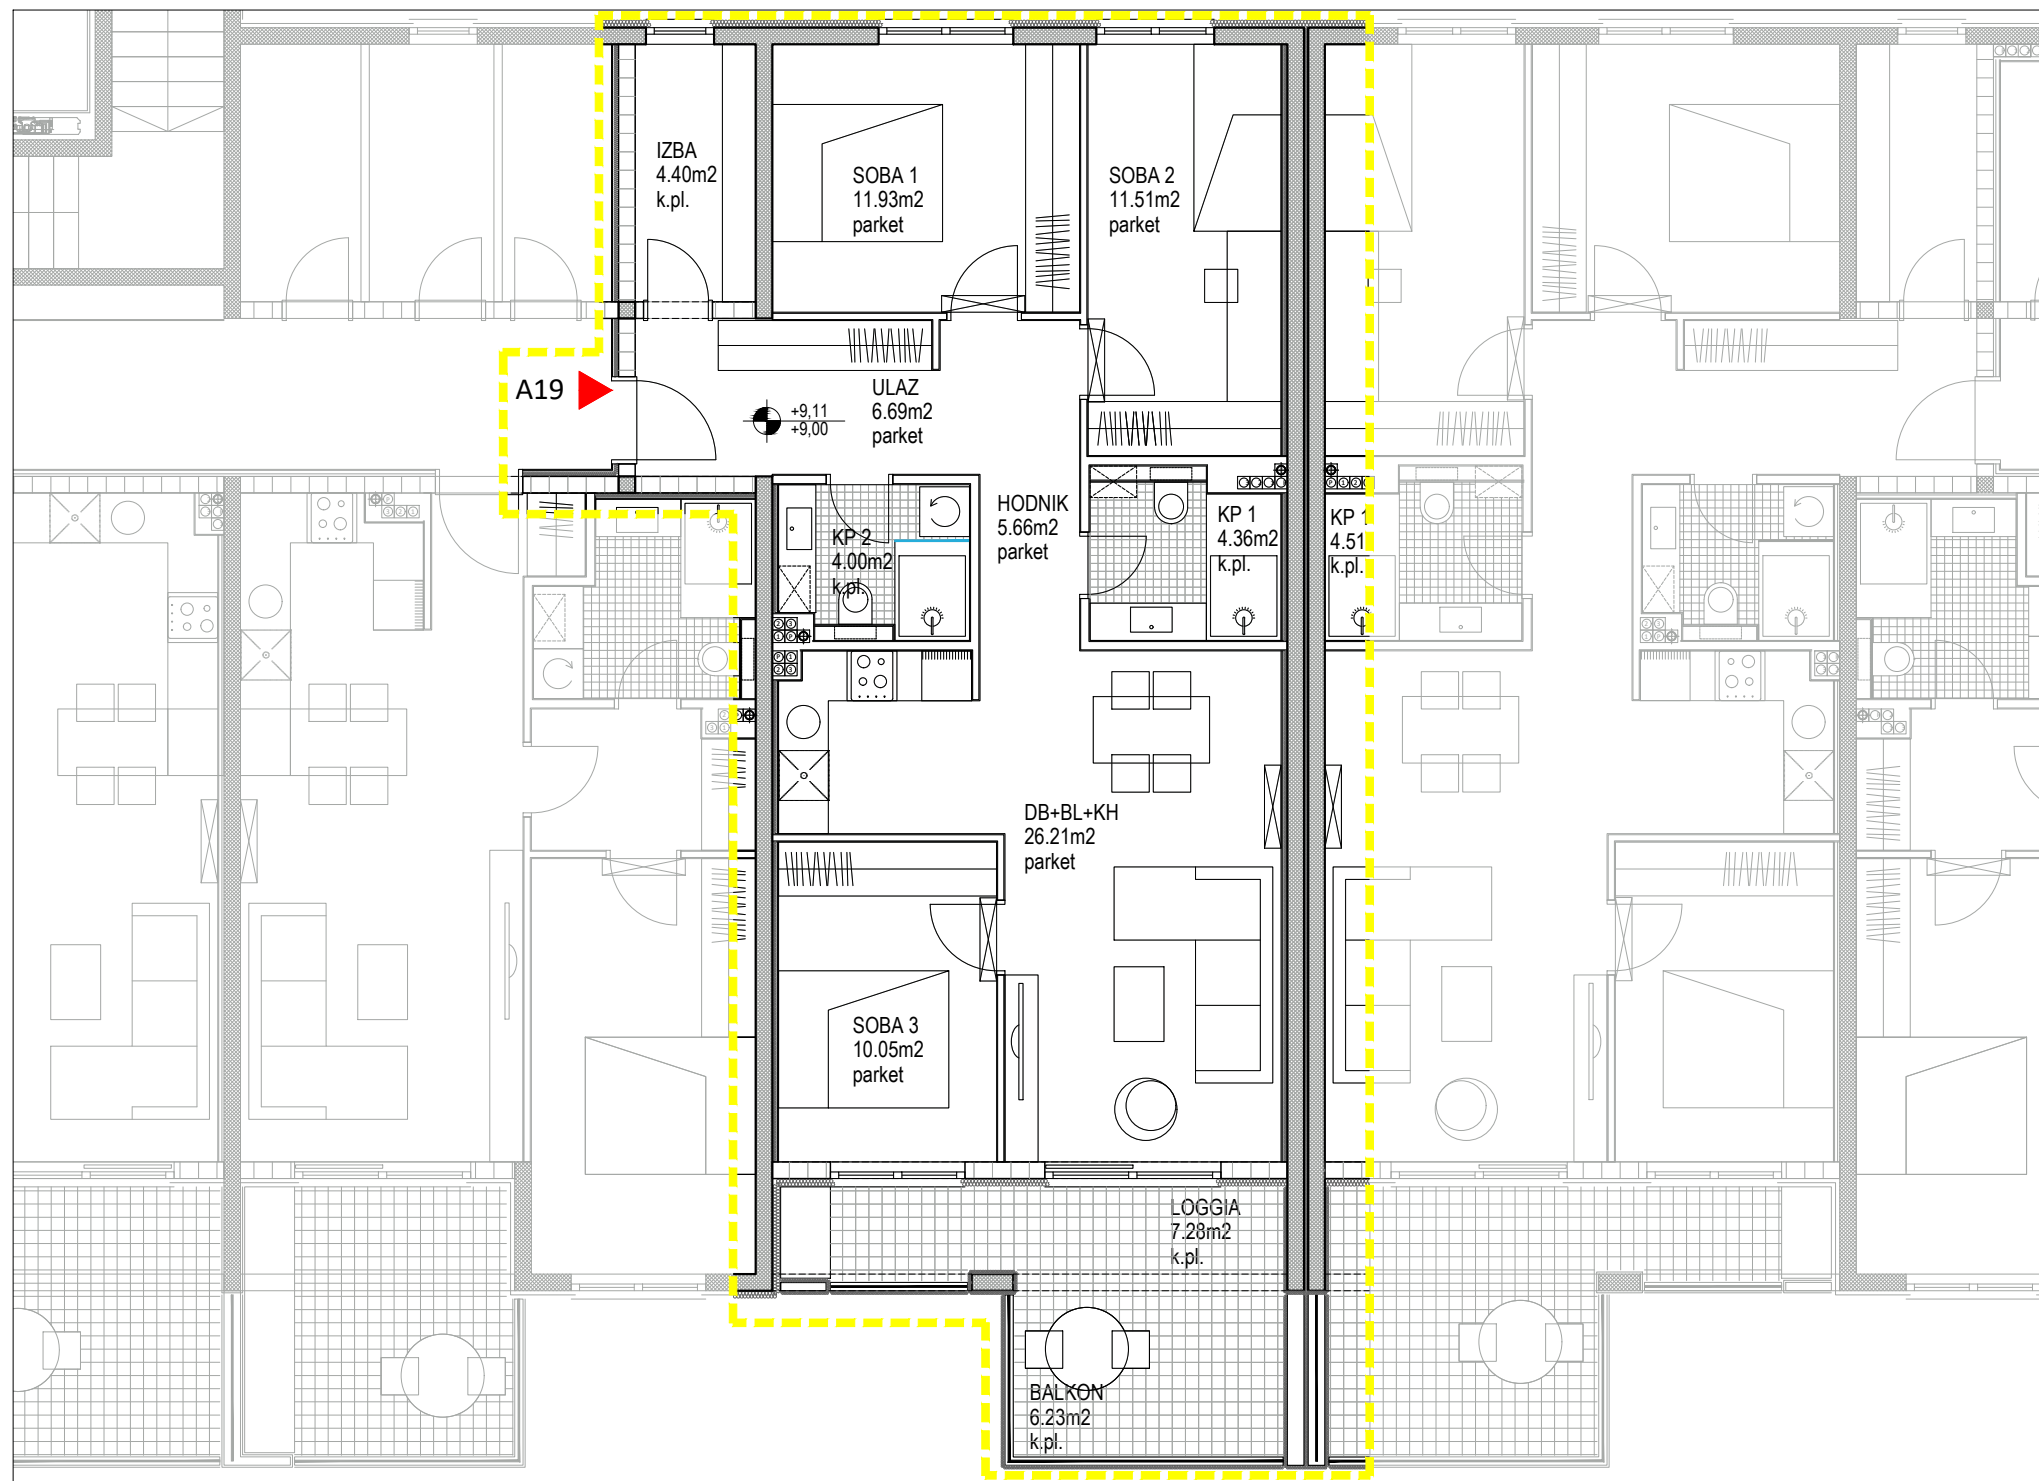 IZBA
4.40m2
k.pl.
SOBA 1
11.93m2
parket
SOBA 2
11.51m2
parket
A19
+9,11
+9,00
ULAZ
6.69m2
parket
HODNIK
5.66m2
parket
KP 2
4.00m2
k.pl.
KP 1
4.36m2
k.pl.
KP 1
4.51
k.pl.
DB+BL+KH
26.21m2
parket
SOBA 3
10.05m2
parket
LOGGIA
7.28m2
k.pl.
BALKON
6.23m2
k.pl.